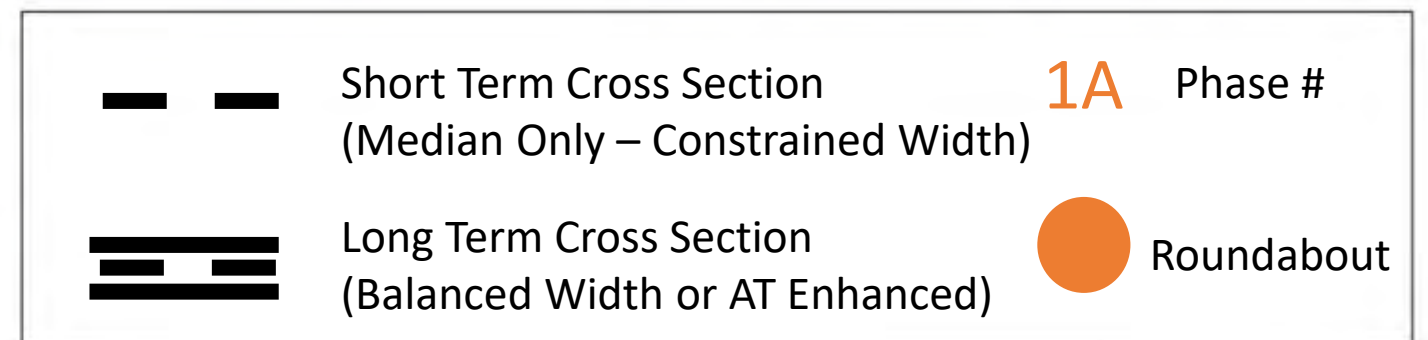 Short Term Cross Section
(Median Only – Constrained Width)
1A Phase #
Long Term Cross Section
(Balanced Width or AT Enhanced)
Roundabout